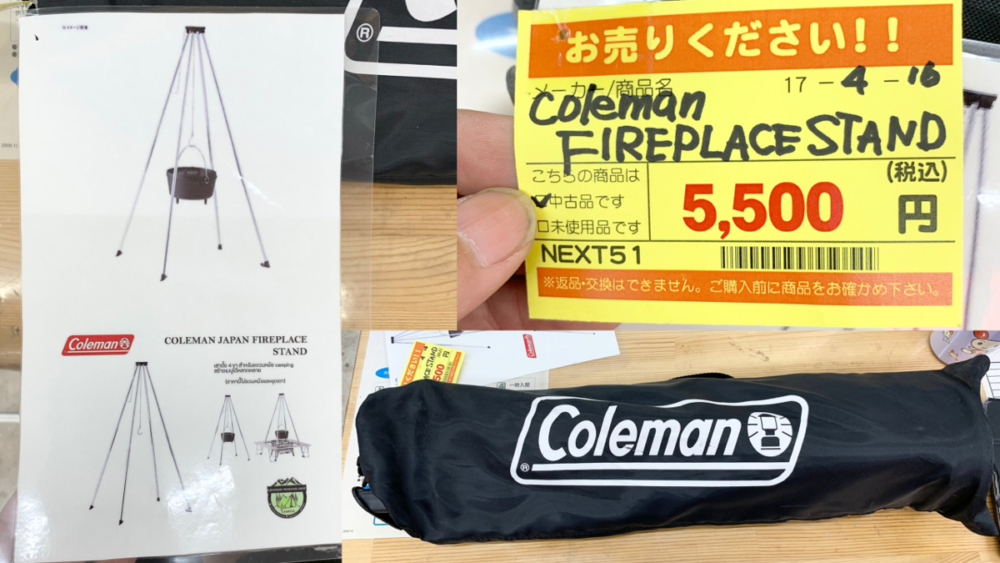 ®
COLEMAN JAPAN FIREPLACE
STAND
Coleman
お売りください!!
メーカー/商品名
17-4-16
Coleman
FIREPLACE STAND
(税込)
こちらの商品は
中古品です
未使用品です
5,500
円
NEXT51
※返品・交換はできません。ご購入前に商品をお確かめ下さい。
Coleman
®